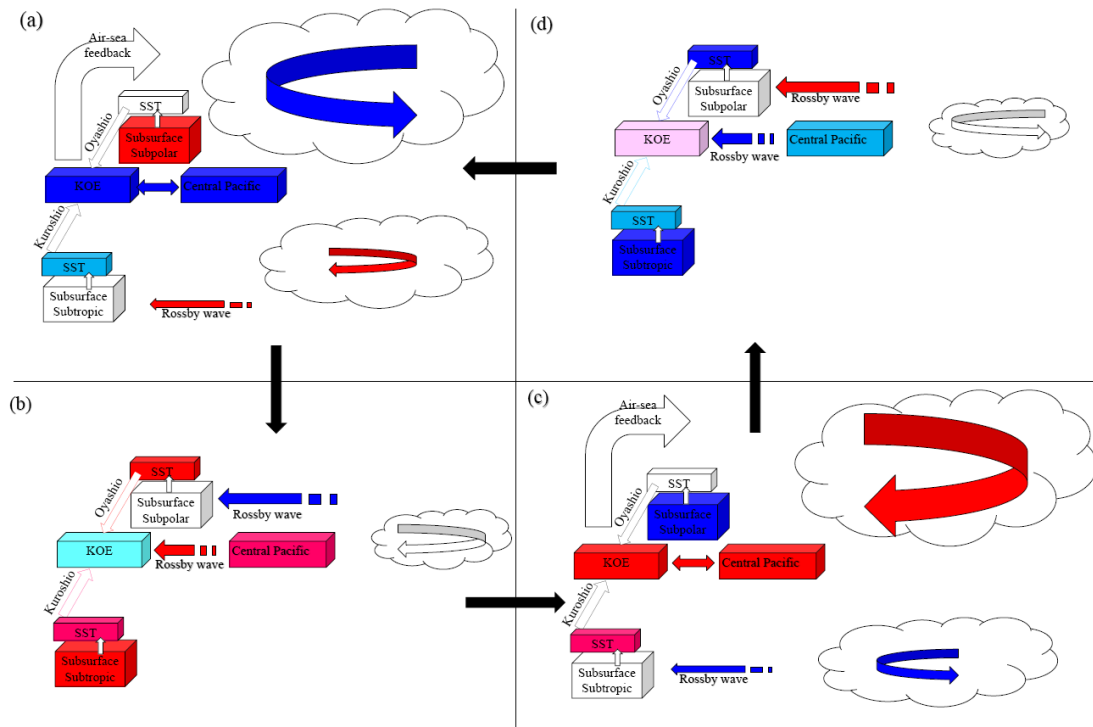 (a)
Air-sea
feedback
SST
Oyashio
Subsurface
Subpolar
KOE
Central Pacific
Kuroshio
SST
Subsurface
Subtropic
Rossby wave
(d)
SST
Oyashio
Subsurface
Subpolar
Rossby wave
KOE
Rossby wave
Central Pacific
Kuroshio
SST
Subsurface
Subtropic
(b)
SST
Oyashio
Subsurface
Subpolar
Rossby wave
KOE
Rossby wave
Central Pacific
Kuroshio
SST
Subsurface
Subtropic
(c)
Air-sea
feedback
SST
Oyashio
Subsurface
Subpolar
KOE
Central Pacific
Kuroshio
SST
Subsurface
Subtropic
Rossby wave